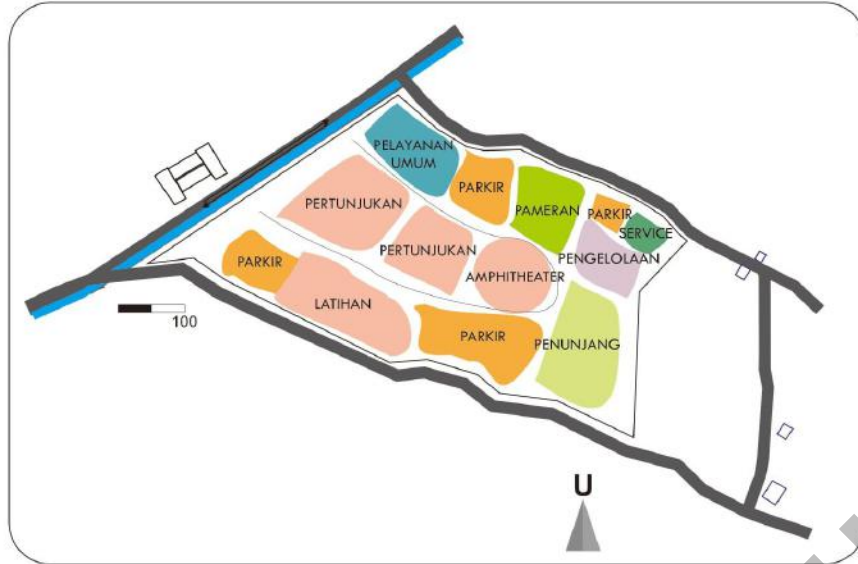 PELAYANAN
UMUM
PARKIR
PAMERAN
PARKIR
SERVICE
PERTUNJUKAN
PERTUNJUKAN
AMPHITHEATER
PENGELOLAAN
PARKIR
LATIHAN
PARKIR
PENUNJANG
100
U